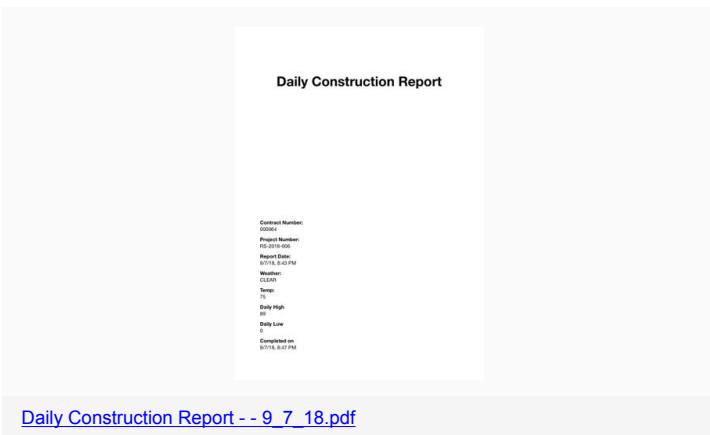 Daily Construction Report
Contract Number:
000964
Project Number:
RS-2018-606
Report Date:
9/7/18, 8:43 PM
Weather:
CLEAR
Temp:
75
Daily High
89
Daily Low
0
Completed on
9/7/18, 8:47 PM
Daily Construction Report - - 9_7_18.pdf